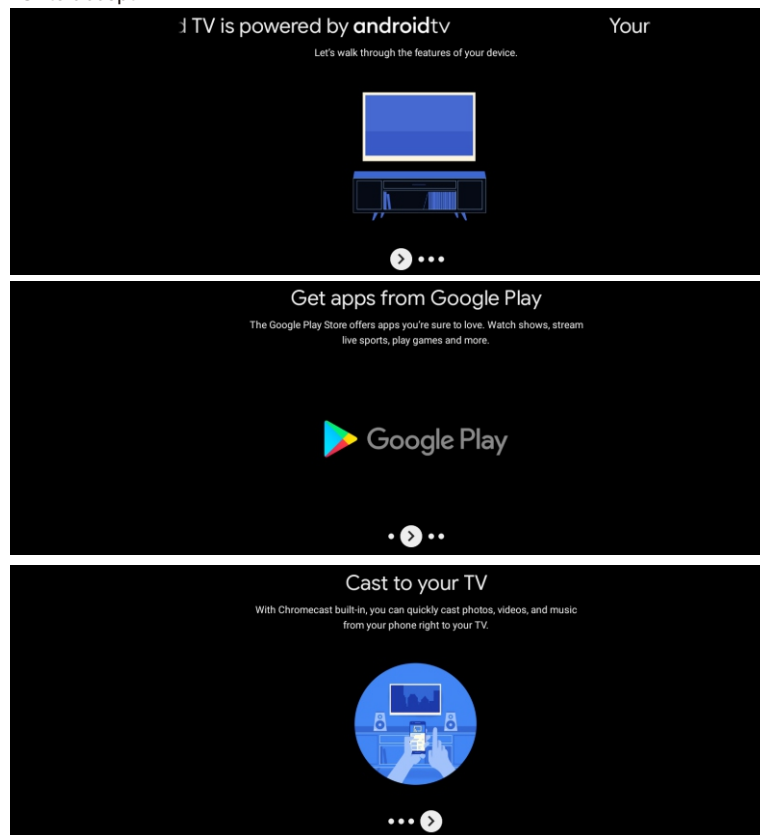 TV is powered by androidtv Your
Let's walk through the features of your device.
Get apps from Google Play
The Google Play Store offers apps you're sure to love. Watch shows, stream
live sports, play games and more.
Google Play
Cast to your TV
With Chromecast built-in, you can quickly cast photos, videos, and music
from your phone right to your TV.